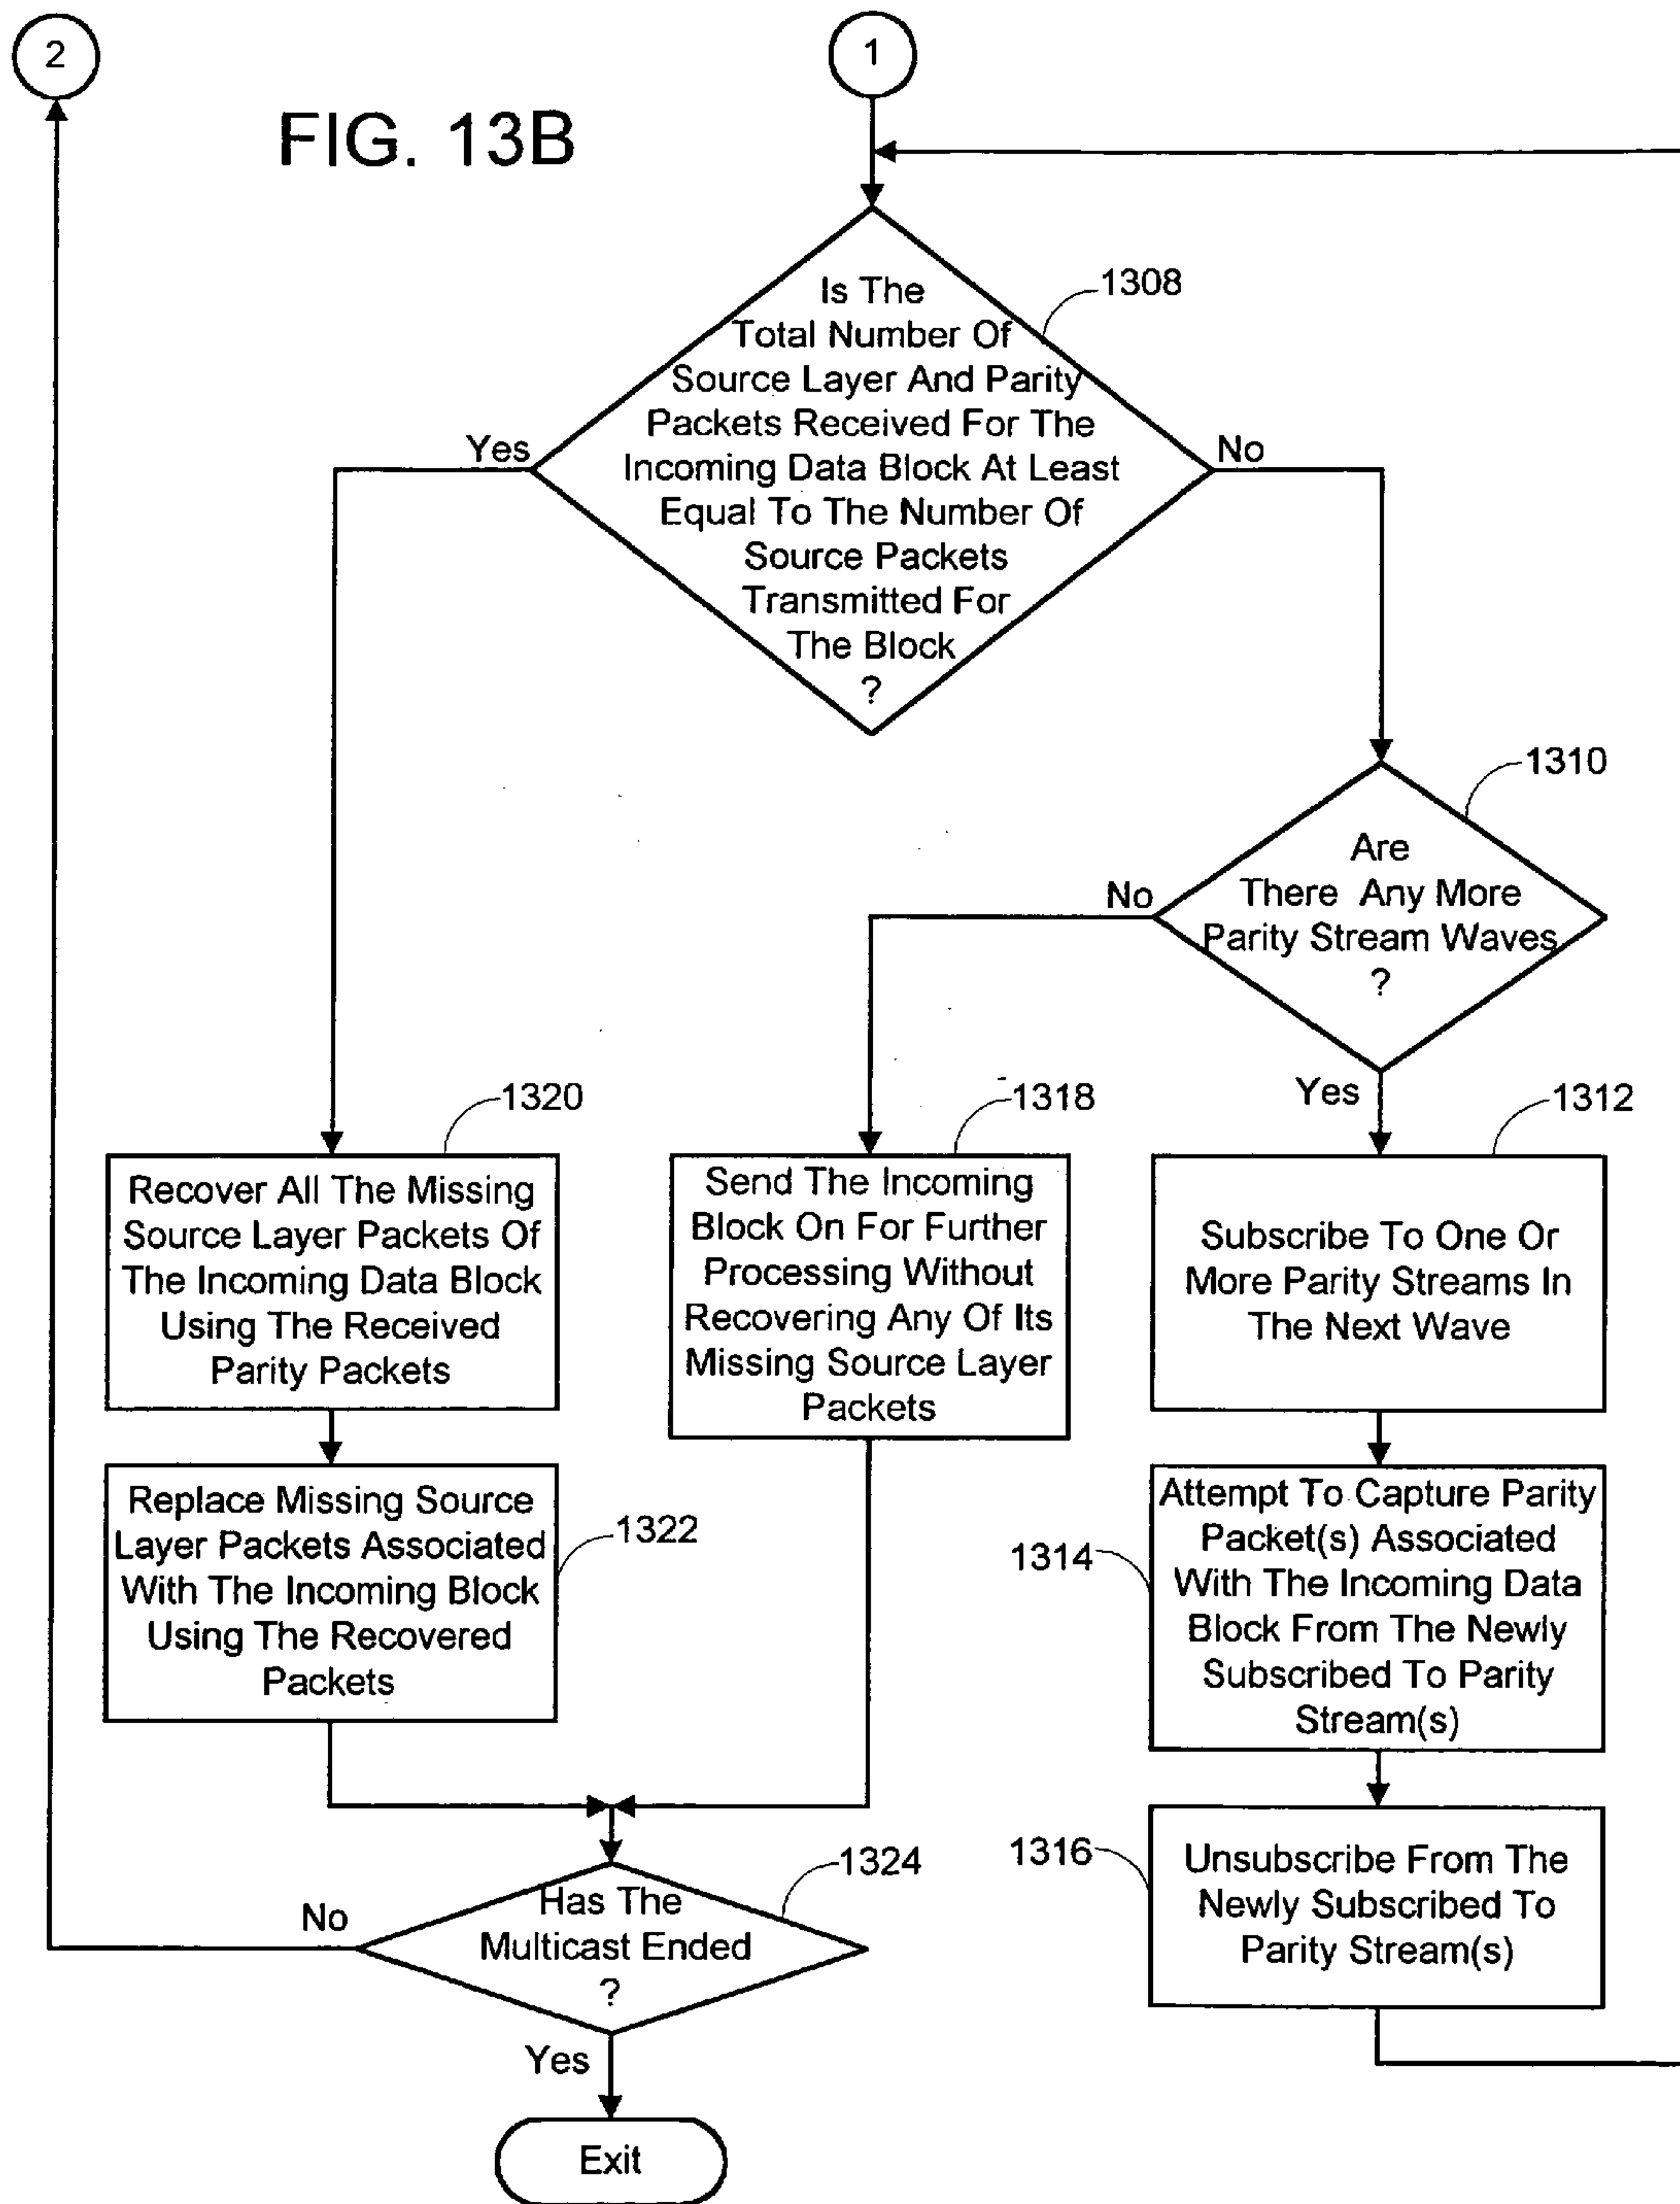 2
1
FIG. 13B
Is The
Total Number Of
Source Layer And Parity
Packets Received For The
Incoming Data Block At Least
Equal To The Number Of
Source Packets
Transmitted For
The Block
?
1308
Yes
No
1310
Are
There Any More
Parity Stream Waves
?
No
Yes
1320
1318
1312
Recover All The Missing
Source Layer Packets Of
The Incoming Data Block
Using The Received
Parity Packets
Send The Incoming
Block On For Further
Processing Without
Recovering Any Of Its
Missing Source Layer
Packets
Subscribe To One Or
More Parity Streams In
The Next Wave
Replace Missing Source
Layer Packets Associated
With The Incoming Block
Using The Recovered
Packets
1322
1314
Attempt To Capture Parity
Packet(s) Associated
With The Incoming Data
Block From The Newly
Subscribed To Parity
Stream(s)
1316
Unsubscribe From The
Newly Subscribed To
Parity Stream(s)
1324
Has The
Multicast Ended
?
No
Yes
Exit